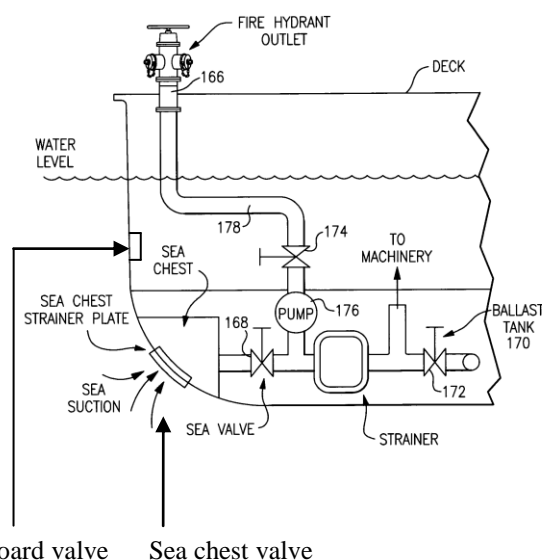 FIRE HYDRANT
OUTLET
166
DECK
WATER
LEVEL
178
174
SEA
CHEST
TO
MACHINERY
SEA CHEST
STRAINER PLATE
168
PUMP
176
BALLAST
TANK
170
SEA
SUCTION
172
SEA VALVE
STRAINER
oard valve Sea chest valve